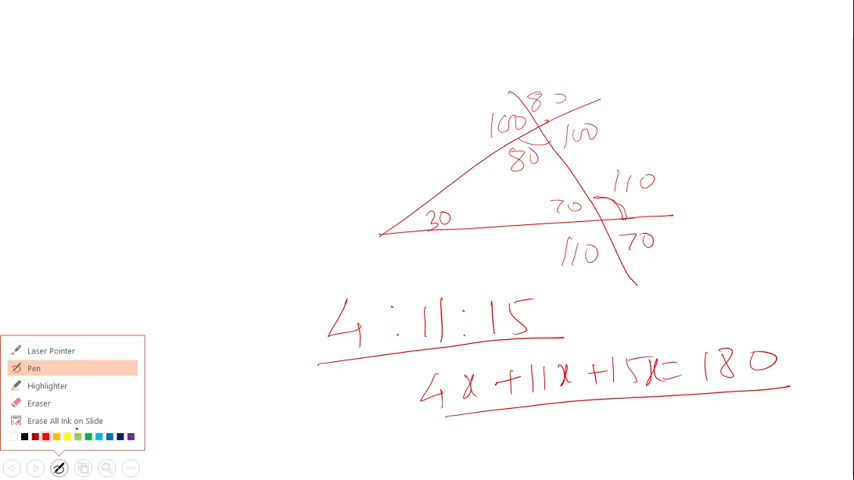 80
100
100
80
110
70
30
110
70
4 : 11 : 15
4x + 11x + 15x = 180
Laser Pointer
Pen
Highlighter
Eraser
Erase All Ink on Slide